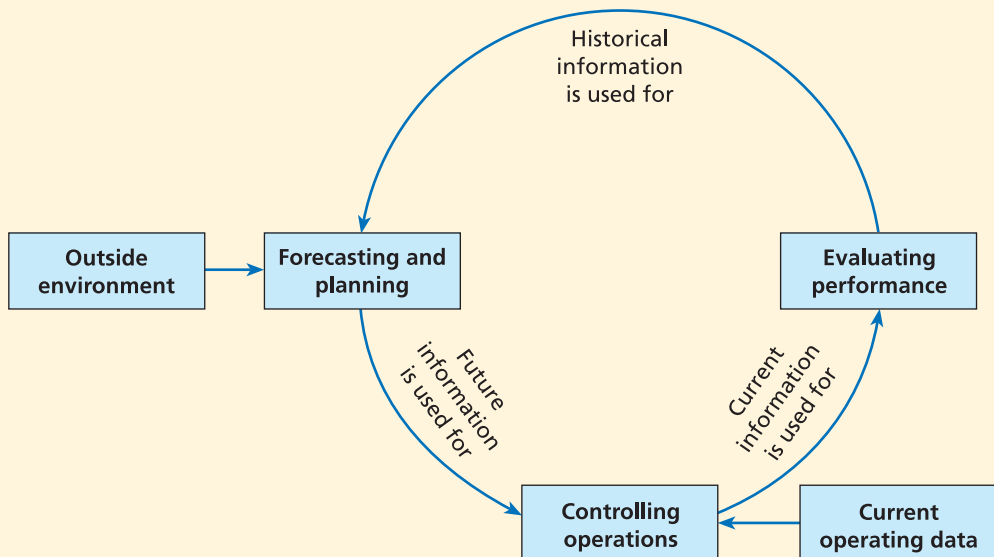 Historical
information
is used for
Outside
environment
Forecasting and
planning
Evaluating
performance
Future
information
is used for
Current
information
is used for
Controlling
operations
Current
operating data